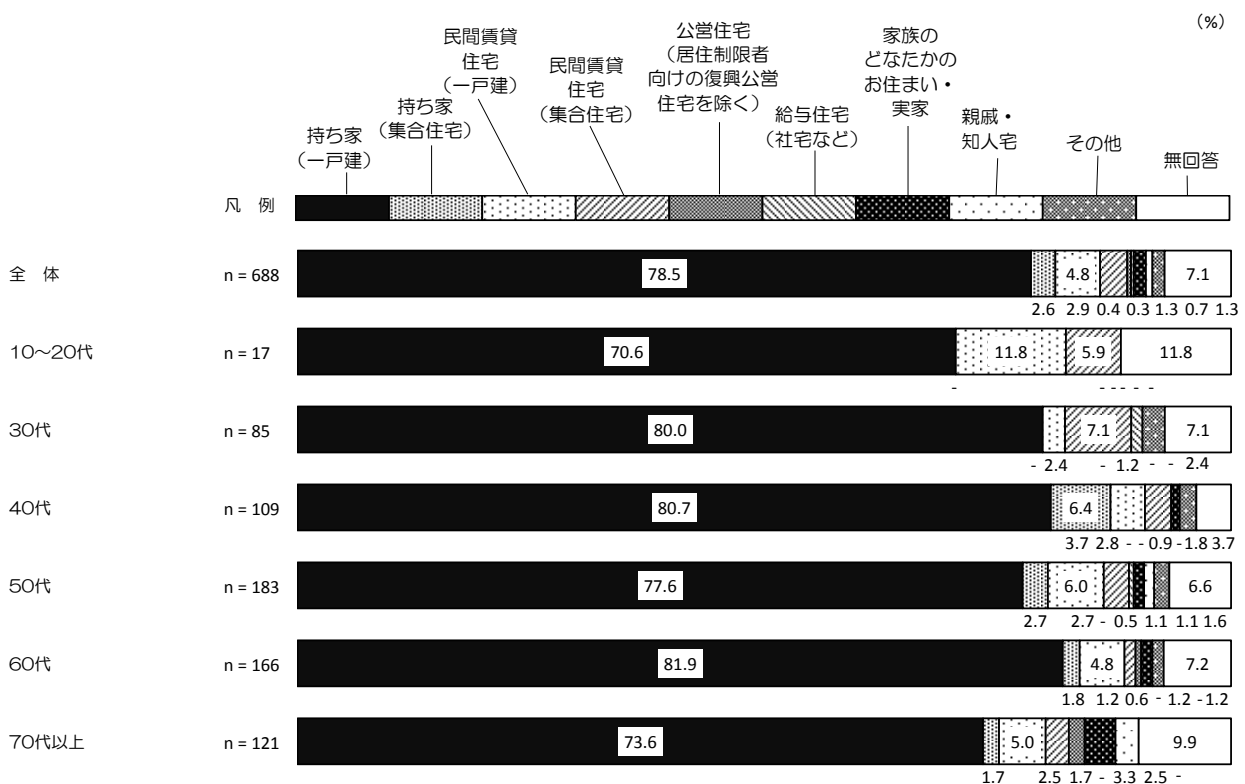 (%)
持ち家
(一戸建)
持ち家
(集合住宅)
民間賃貸
住宅
(一戸建)
民間賃貸
住宅
(集合住宅)
公営住宅
(居住制限者
向けの復興公営
住宅を除く)
給与住宅
(社宅など)
家族の
どなたかの
お住まい・
実家
親戚・
知人宅
その他
無回答
凡 例
全 体 n = 688 78.5 4.8 7.1
2.6 2.9 0.4 0.3 1.3 0.7 1.3
10～20代 n = 17 70.6 11.8 5.9 11.8
- - - - - -
30代 n = 85 80.0 7.1 7.1
- 2.4 - 1.2 - - 2.4
40代 n = 109 80.7 6.4
3.7 2.8 - - 0.9 - 1.8 3.7
50代 n = 183 77.6 6.0 6.6
2.7 2.7 - 0.5 1.1 1.1 1.6
60代 n = 166 81.9 4.8 7.2
1.8 1.2 0.6 - 1.2 - 1.2
70代以上 n = 121 73.6 5.0 9.9
1.7 2.5 1.7 - 3.3 2.5 -